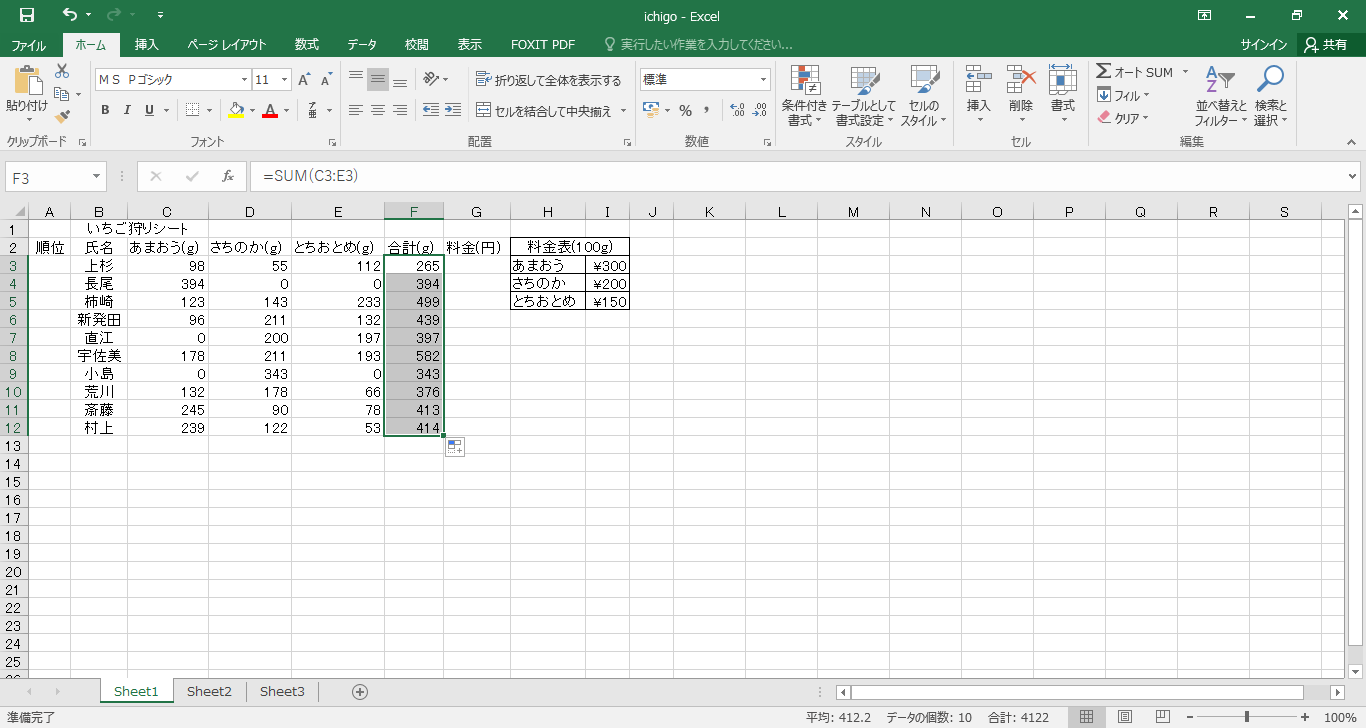 ichigo - Excel
ファイル ホーム 挿入 ページ レイアウト 数式 データ 校閲 表示 FOXIT PDF 実行したい作業を入力してください... サインイン 共有
貼り付け
クリップボード
ＭＳ Ｐゴシック 11
B I U A
フォント
折り返して全体を表示する
セルを結合して中央揃え
配置
標準
% ,
数値
条件付き書式 テーブルとして書式設定 セルのスタイル
スタイル
挿入 削除 書式
セル
オート SUM
フィル
クリア
並べ替えとフィルター 検索と選択
編集
F3 fx =SUM(C3:E3)
A B C D E F G H I J K L M N O P Q R S
1 いちご狩りシート
2 順位 氏名 あまおう(g) さちのか(g) とちおとめ(g) 合計(g) 料金(円) 料金表(100g)
3 上杉 98 55 112 265 あまおう ¥300
4 長尾 394 0 0 394 さちのか ¥200
5 柿崎 123 143 233 499 とちおとめ ¥150
6 新発田 96 211 132 439
7 直江 0 200 197 397
8 宇佐美 178 211 193 582
9 小島 0 343 0 343
10 荒川 132 178 66 376
11 斎藤 245 90 78 413
12 村上 239 122 53 414
13
14
15
16
17
18
19
20
21
22
23
24
25
Sheet1 Sheet2 Sheet3
準備完了 平均: 412.2 データの個数: 10 合計: 4122 100%